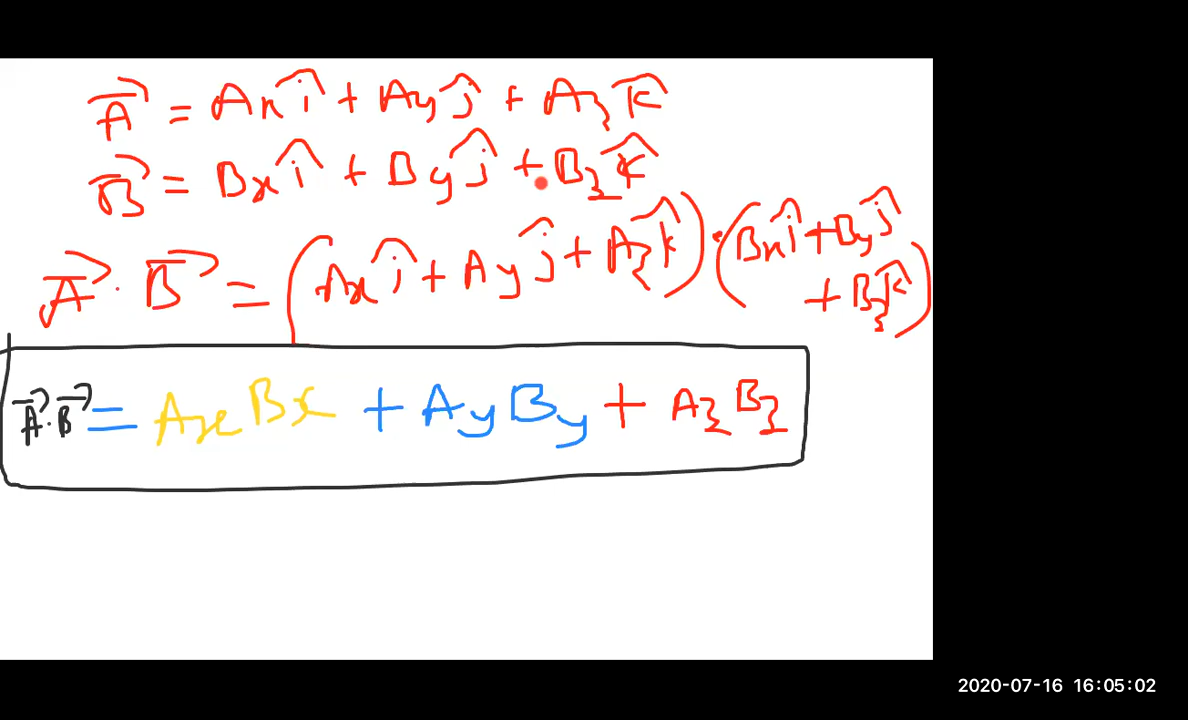 A⃗ = Axî + Ayĵ + Azk̂
B⃗ = Bxî + Byĵ + Bzk̂
A⃗ · B⃗ = (Axî + Ayĵ + Azk̂) · (Bxî + Byĵ
+ Bzk̂)
A⃗ · B⃗ = AxBx + AyBy + AzBz
2020-07-16 16:05:02